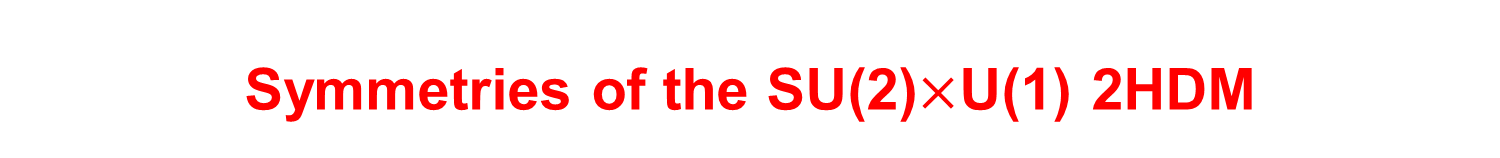 Symmetries of the SU(2)×U(1) 2HDM